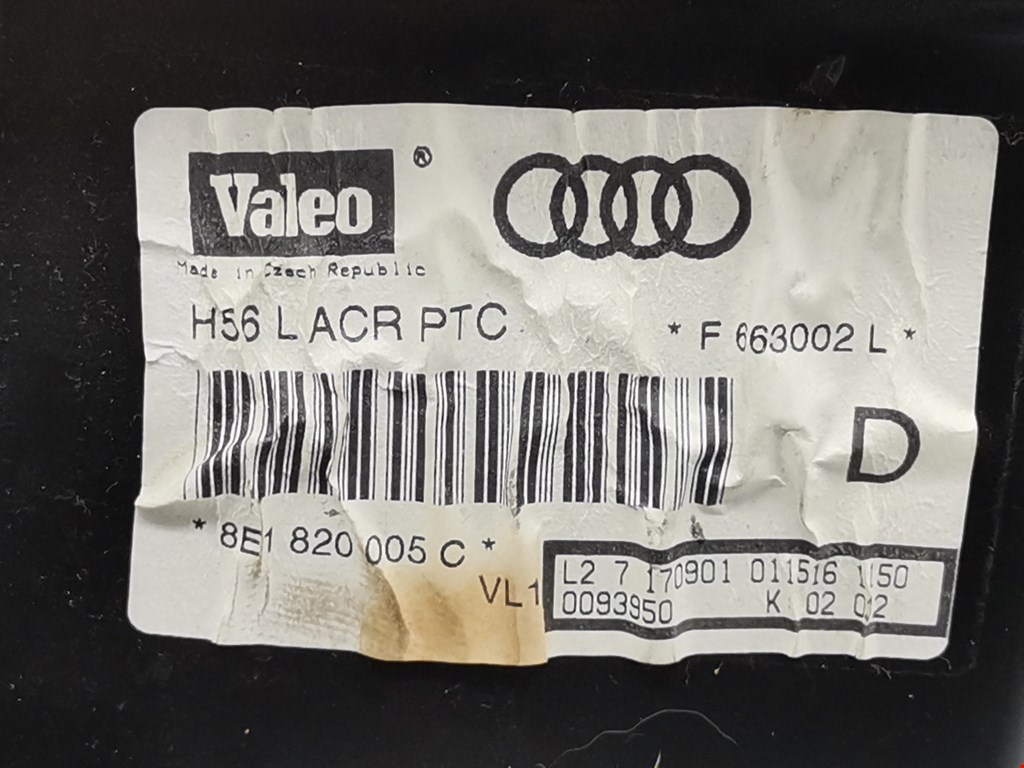 Valeo ®
Made in Czech Republic
H56 L ACR PTC
* F 663002 L *
D
* 8E1 820 005 C *
VL1
L2 7 170901 011516 1150
0093950 K 02 02